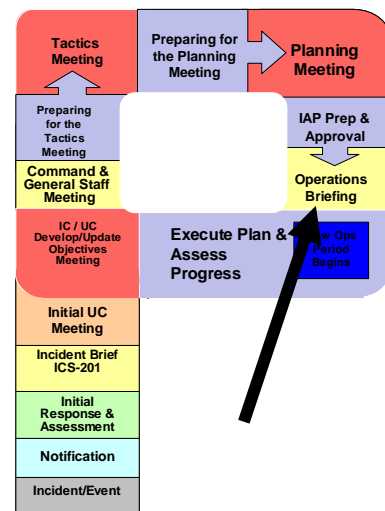 Tactics
Meeting
Preparing for
the Planning
Meeting
Planning
Meeting
Preparing
for the
Tactics
Meeting
IAP Prep &
Approval
Command &
General Staff
Meeting
Operations
Briefing
IC / UC
Develop/Update
Objectives
Meeting
Execute Plan &
Assess
Progress
Ops
Period
Begins
Initial UC
Meeting
Incident Brief
ICS-201
Initial
Response &
Assessment
Notification
Incident/Event